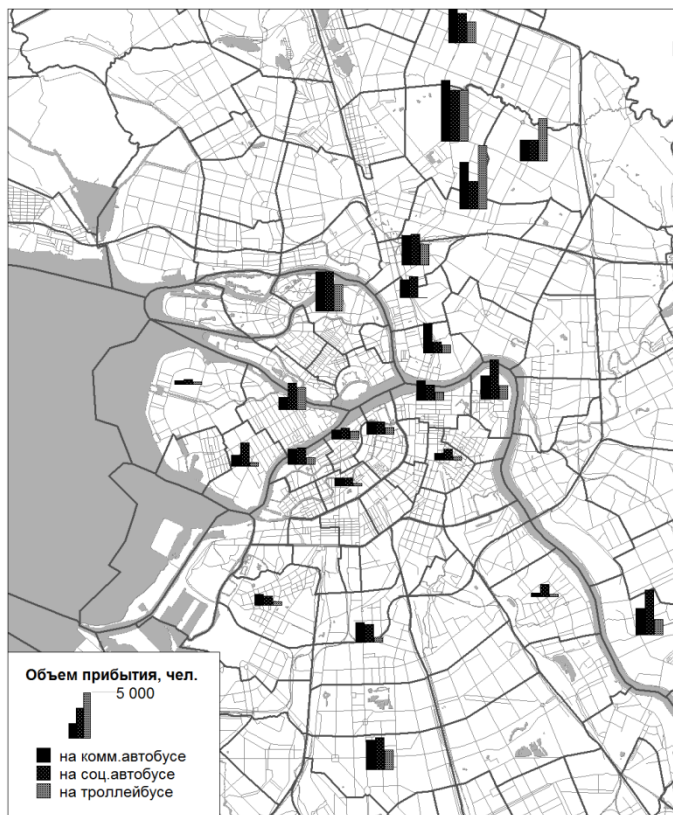 Объем прибытия, чел.
5 000
на комм.автобусе
на соц.автобусе
на троллейбусе